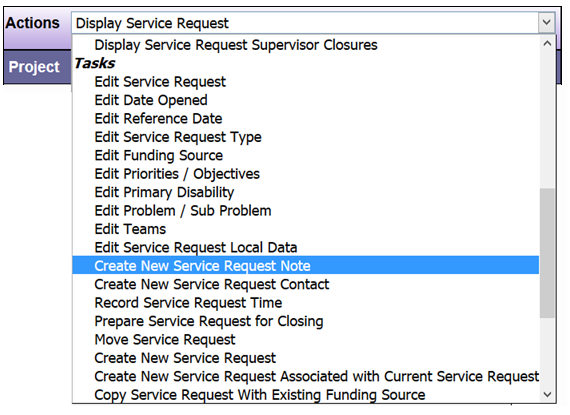 Actions Display Service Request
Display Service Request Supervisor Closures
Project Tasks
Edit Service Request
Edit Date Opened
Edit Reference Date
Edit Service Request Type
Edit Funding Source
Edit Priorities / Objectives
Edit Primary Disability
Edit Problem / Sub Problem
Edit Teams
Edit Service Request Local Data
Create New Service Request Note
Create New Service Request Contact
Record Service Request Time
Prepare Service Request for Closing
Move Service Request
Create New Service Request
Create New Service Request Associated with Current Service Request
Copy Service Request With Existing Funding Source